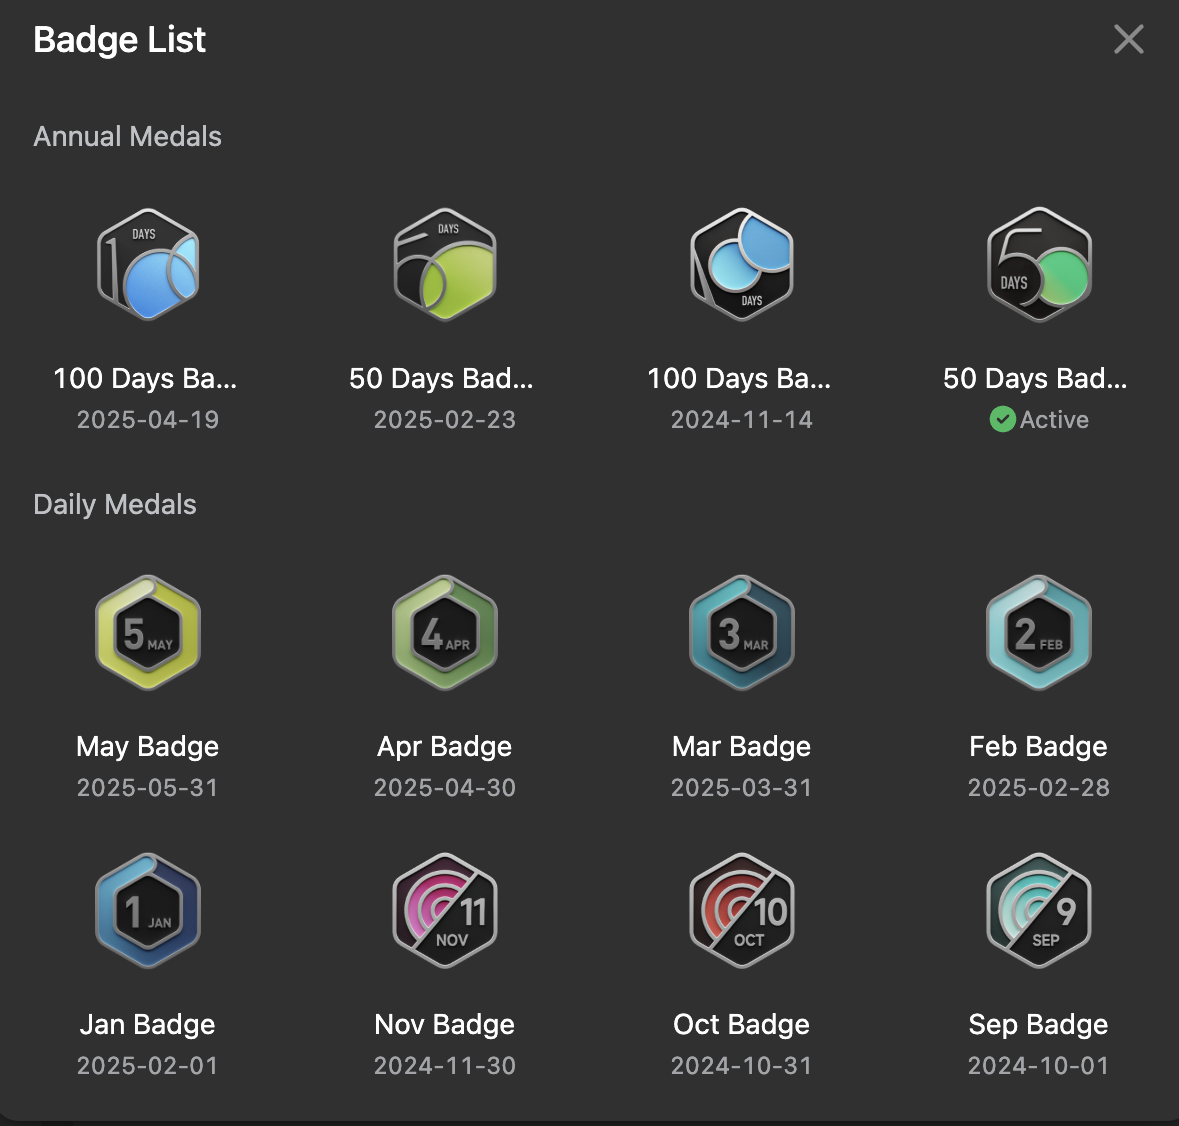 Badge List
Annual Medals
DAYS
DAYS
DAYS
5
DAYS
100 Days Ba...
50 Days Bad...
100 Days Ba...
50 Days Bad...
2025-04-19
2025-02-23
2024-11-14
Active
Daily Medals
5 MAY
4 APR
3 MAR
2 FEB
May Badge
Apr Badge
Mar Badge
Feb Badge
2025-05-31
2025-04-30
2025-03-31
2025-02-28
1 JAN
11
NOV
10
OCT
9
SEP
Jan Badge
Nov Badge
Oct Badge
Sep Badge
2025-02-01
2024-11-30
2024-10-31
2024-10-01